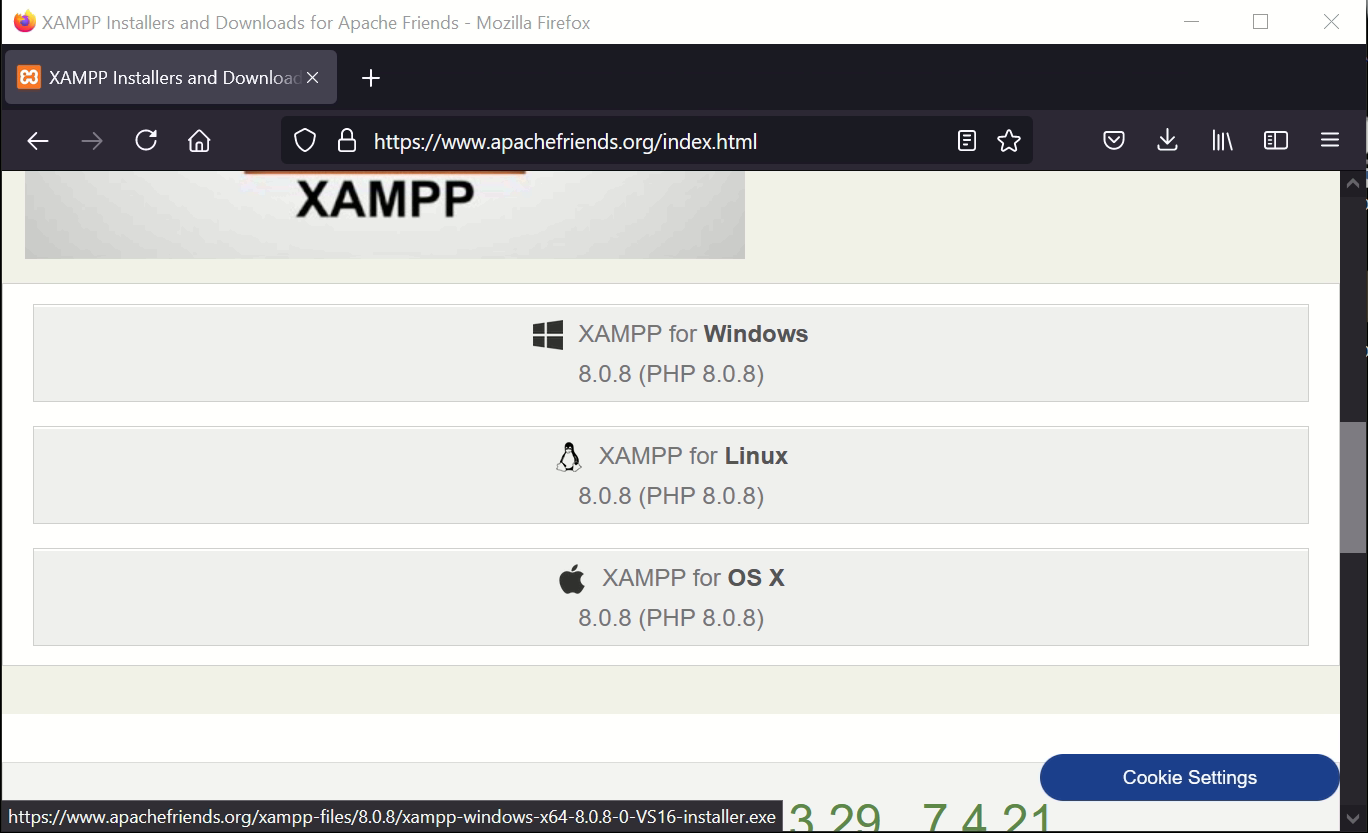 XAMPP Installers and Downloads for Apache Friends - Mozilla Firefox
XAMPP Installers and Download
https://www.apachefriends.org/index.html
XAMPP
XAMPP for Windows
8.0.8 (PHP 8.0.8)
XAMPP for Linux
8.0.8 (PHP 8.0.8)
XAMPP for OS X
8.0.8 (PHP 8.0.8)
Cookie Settings
https://www.apachefriends.org/xampp-files/8.0.8/xampp-windows-x64-8.0.8-0-VS16-installer.exe
3.29 7.4.21